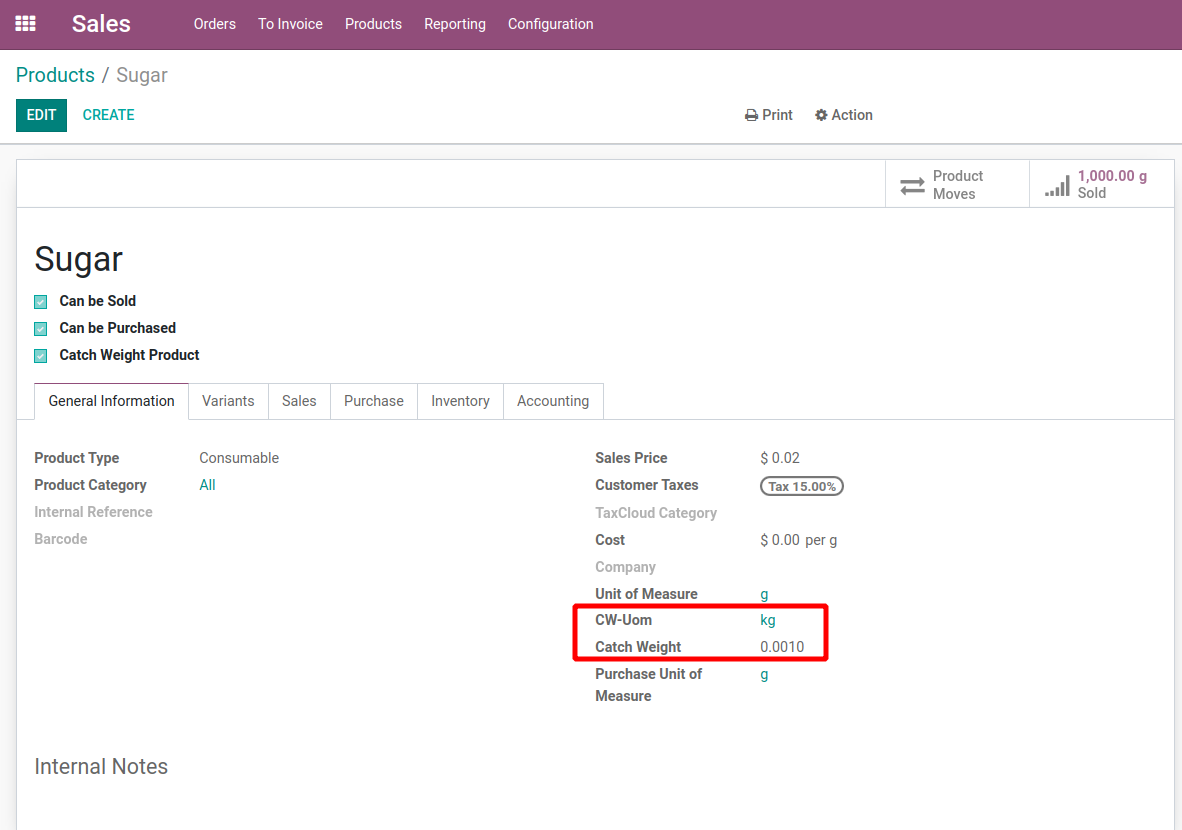 Sales Orders To Invoice Products Reporting Configuration
Products / Sugar
EDIT CREATE Print Action
Product Moves
1,000.00 g Sold
Sugar
Can be Sold
Can be Purchased
Catch Weight Product
General Information Variants Sales Purchase Inventory Accounting
Product Type Consumable
Product Category All
Internal Reference
Barcode
Sales Price $ 0.02
Customer Taxes Tax 15.00%
TaxCloud Category
Cost $ 0.00 per g
Company
Unit of Measure g
CW-Uom kg
Catch Weight 0.0010
Purchase Unit of g
Measure
Internal Notes